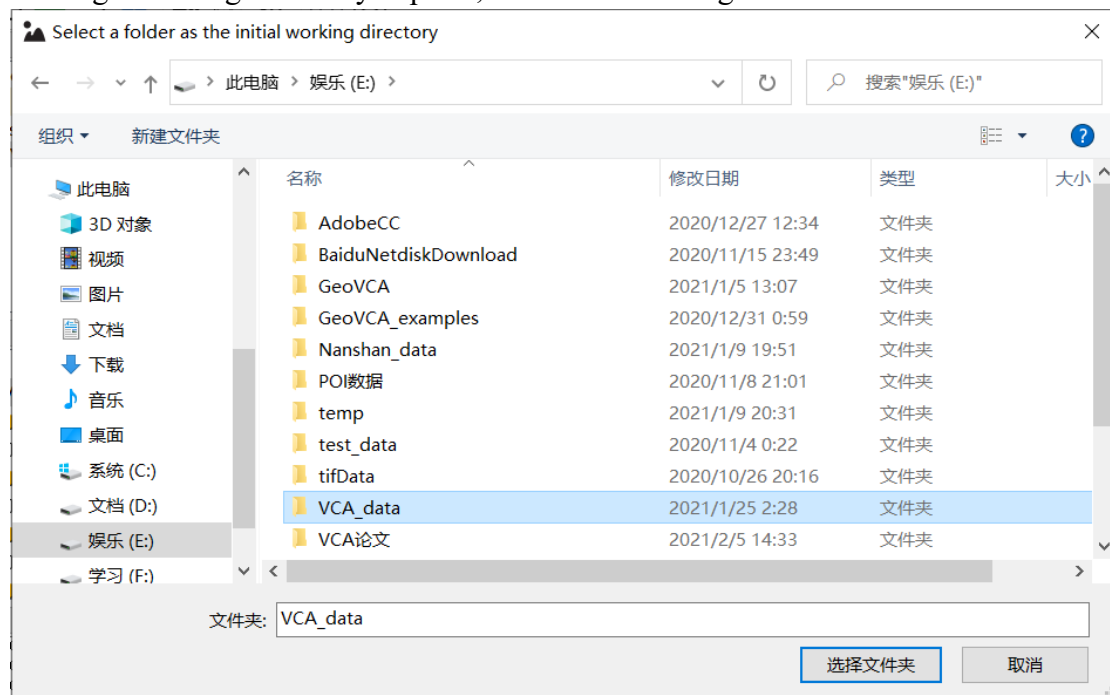 Select a folder as the initial working directory
此电脑 > 娱乐 (E:) >
搜索"娱乐 (E:)"
组织
新建文件夹
名称 修改日期 类型 大小
此电脑
3D 对象
视频
图片
文档
下载
音乐
桌面
系统 (C:)
文档 (D:)
娱乐 (E:)
学习 (F:)
AdobeCC 2020/12/27 12:34 文件夹
BaiduNetdiskDownload 2020/11/15 23:49 文件夹
GeoVCA 2021/1/5 13:07 文件夹
GeoVCA_examples 2020/12/31 0:59 文件夹
Nanshan_data 2021/1/9 19:51 文件夹
POI数据 2020/11/8 21:01 文件夹
temp 2021/1/9 20:31 文件夹
test_data 2020/11/4 0:22 文件夹
tifData 2020/10/26 20:16 文件夹
VCA_data 2021/1/25 2:28 文件夹
VCA论文 2021/2/5 14:33 文件夹
文件夹: VCA_data
选择文件夹 取消